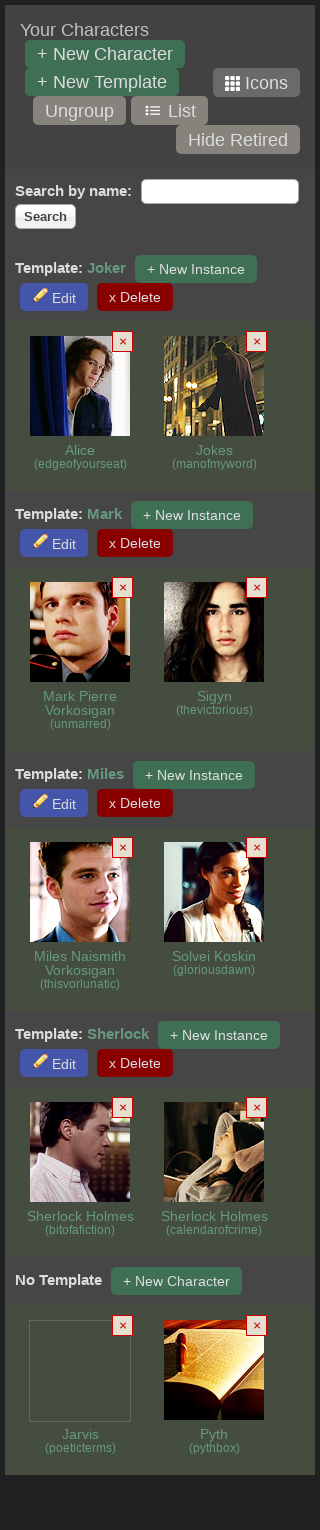 Your Characters
+ New Character
+ New Template
Icons
Ungroup
List
Hide Retired
Search by name:
Search
Template: Joker + New Instance
Edit x Delete
× ×
Alice Jokes
(edgeofyourseat) (manofmyword)
Template: Mark + New Instance
Edit x Delete
× ×
Mark Pierre Sigyn
Vorkosigan (thevictorious)
(unmarred)
Template: Miles + New Instance
Edit x Delete
× ×
Miles Naismith Solvei Koskin
Vorkosigan (gloriousdawn)
(thisvorlunatic)
Template: Sherlock + New Instance
Edit x Delete
× ×
Sherlock Holmes Sherlock Holmes
(bitofafiction) (calendarofcrime)
No Template + New Character
× ×
Jarvis Pyth
(poeticterms) (pythbox)